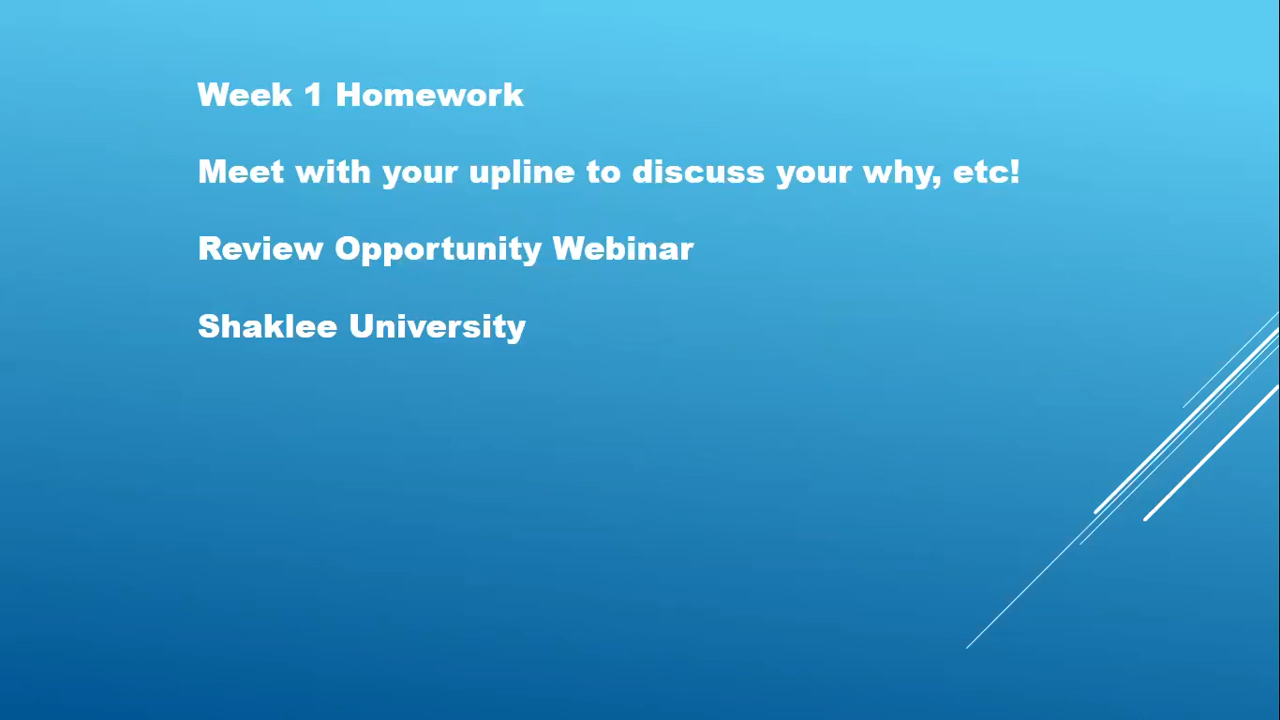 Week 1 Homework
Meet with your upline to discuss your why, etc!
Review Opportunity Webinar
Shaklee University